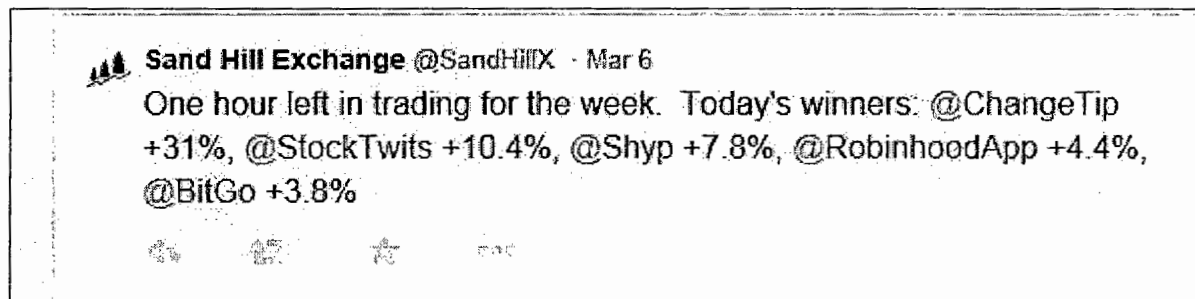 Sand Hill Exchange @SandHillX · Mar 6
One hour left in trading for the week. Today's winners: @ChangeTip
+31%, @StockTwits +10.4%, @Shyp +7.8%, @RobinhoodApp +4.4%,
@BitGo +3.8%